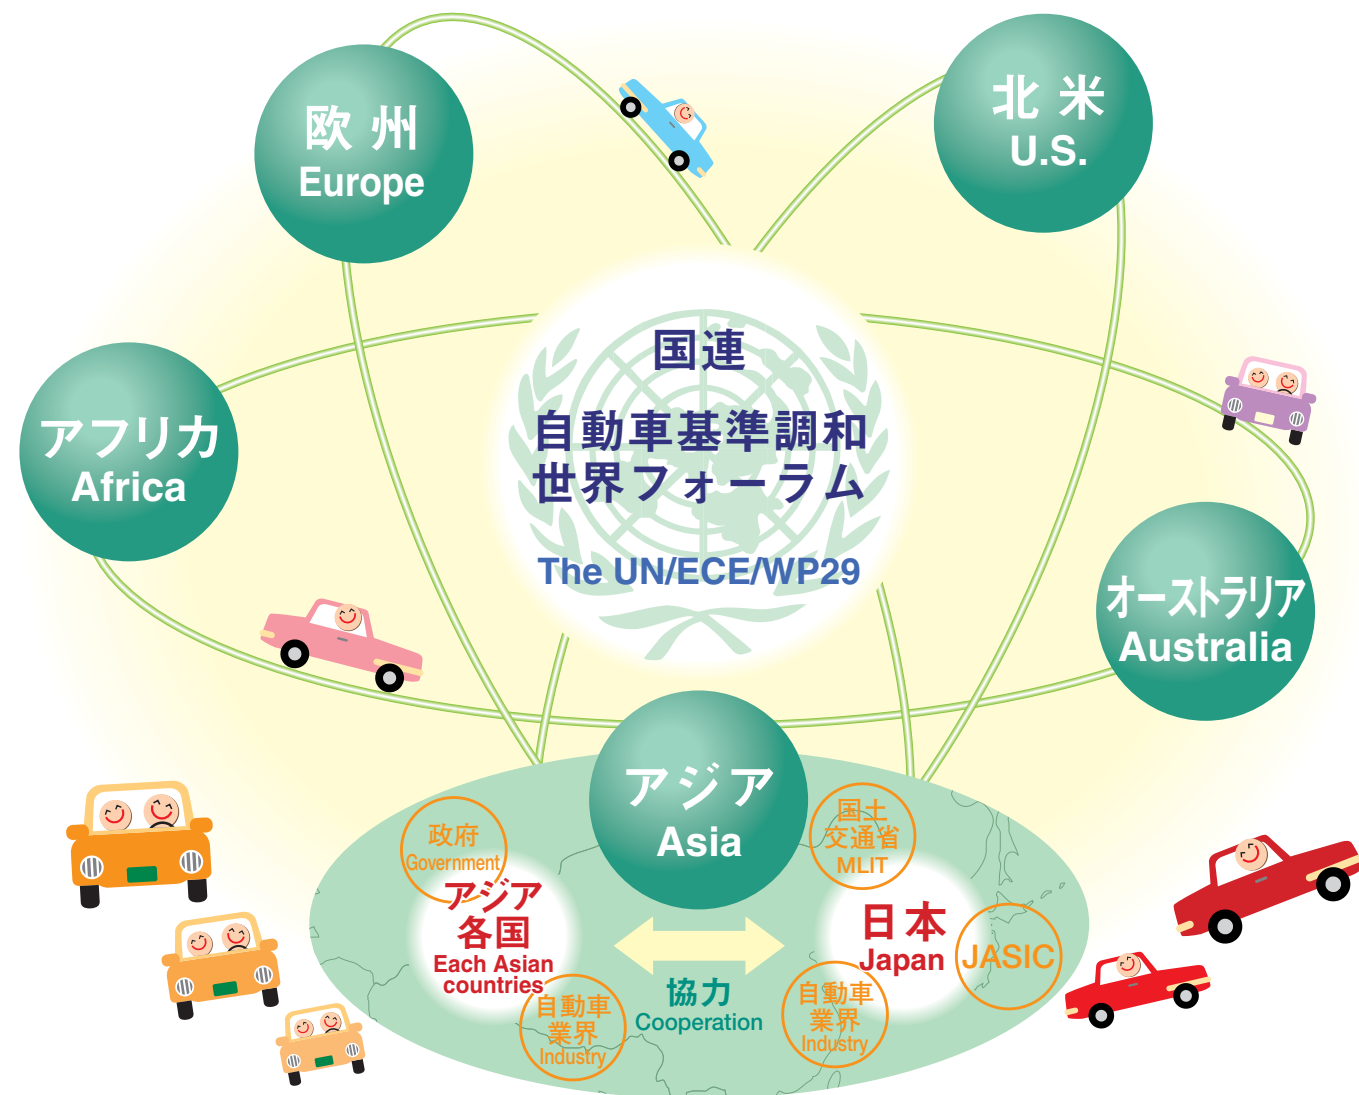 欧州
Europe
北米
U.S.
国連
自動車基準調和
世界フォーラム
The UN/ECE/WP29
アフリカ
Africa
オーストラリア
Australia
アジア
Asia
政府
Government
アジア
各国
Each Asian
countries
自動車
業界
Industry
協力
Cooperation
国土
交通省
MLIT
日本
Japan
JASIC
自動車
業界
Industry